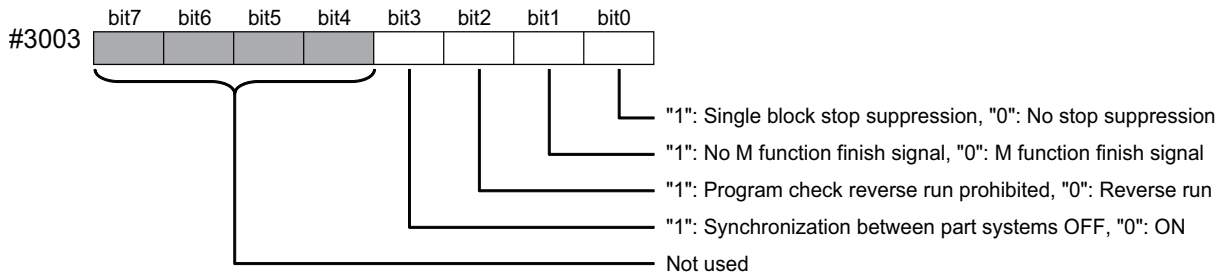 bit7 bit6 bit5 bit4 bit3 bit2 bit1 bit0
#3003
"1": Single block stop suppression, "0": No stop suppression
"1": No M function finish signal, "0": M function finish signal
"1": Program check reverse run prohibited, "0": Reverse run
"1": Synchronization between part systems OFF, "0": ON
Not used